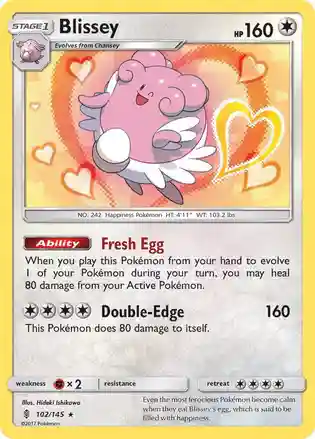 STAGE 1 Blissey HP 160
Evolves from Chansey
NO. 242 Happiness Pokémon HT: 4'11" WT: 103.2 lbs
Ability Fresh Egg
When you play this Pokémon from your hand to evolve
1 of your Pokémon during your turn, you may heal
80 damage from your Active Pokémon.
Double-Edge 160
This Pokémon does 80 damage to itself.
weakness × 2 resistance retreat
Illus. Hideki Ishikawa
102/145 ★
©2017 Pokémon
Even the most ferocious Pokémon become calm
when they eat Blissey's egg, which is said to be
filled with happiness.